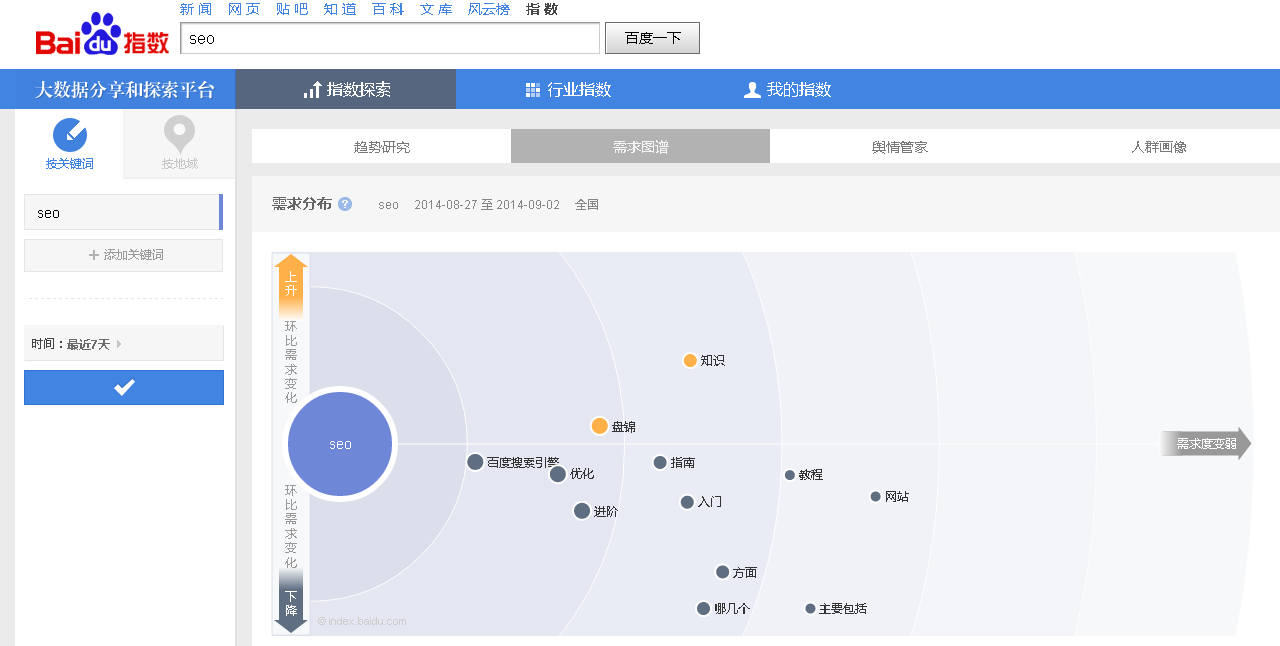 新闻 网页 贴吧 知道 百科 文库 风云榜 指数
Bai du 指数
seo
百度一下
大数据分享和探索平台 指数探索 行业指数 我的指数
按关键词 按地域
趋势研究 需求图谱 舆情管家 人群画像
seo
+ 添加关键词
时间：最近7天
需求分布 ? seo 2014-08-27 至 2014-09-02 全国
上升
环比需求变化
知识
盘锦
seo
需求度变弱
百度搜索引擎
优化
指南
教程
网站
入门
进阶
环比需求变化
方面
下降
哪几个
主要包括
©index.baidu.com